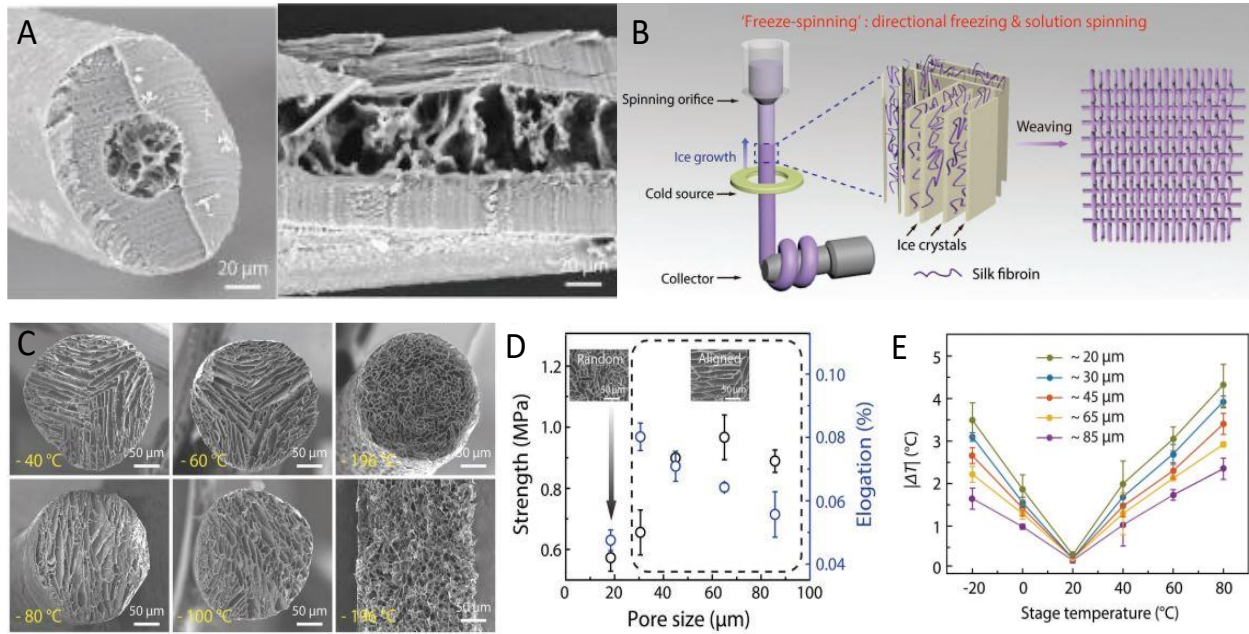 A
20 µm
20 µm
B
'Freeze-spinning' : directional freezing & solution spinning
Spinning orifice
Ice growth
Cold source
Collector
Ice crystals
Silk fibroin
Weaving
C
- 40 °C
50 µm
- 60 °C
50 µm
- 196 °C
50 µm
- 80 °C
50 µm
- 100 °C
50 µm
- 196 °C
50 µm
D
Strength (MPa)
1.2
1.0
0.8
0.6
Random
50 µm
Aligned
50 µm
0.10
0.08
0.06
0.04
Elogation (%)
0 20 40 60 80 100
Pore size (µm)
E
|ΔT| (°C)
5
4
3
2
1
0
~ 20 µm
~ 30 µm
~ 45 µm
~ 65 µm
~ 85 µm
-20 0 20 40 60 80
Stage temperature (°C)